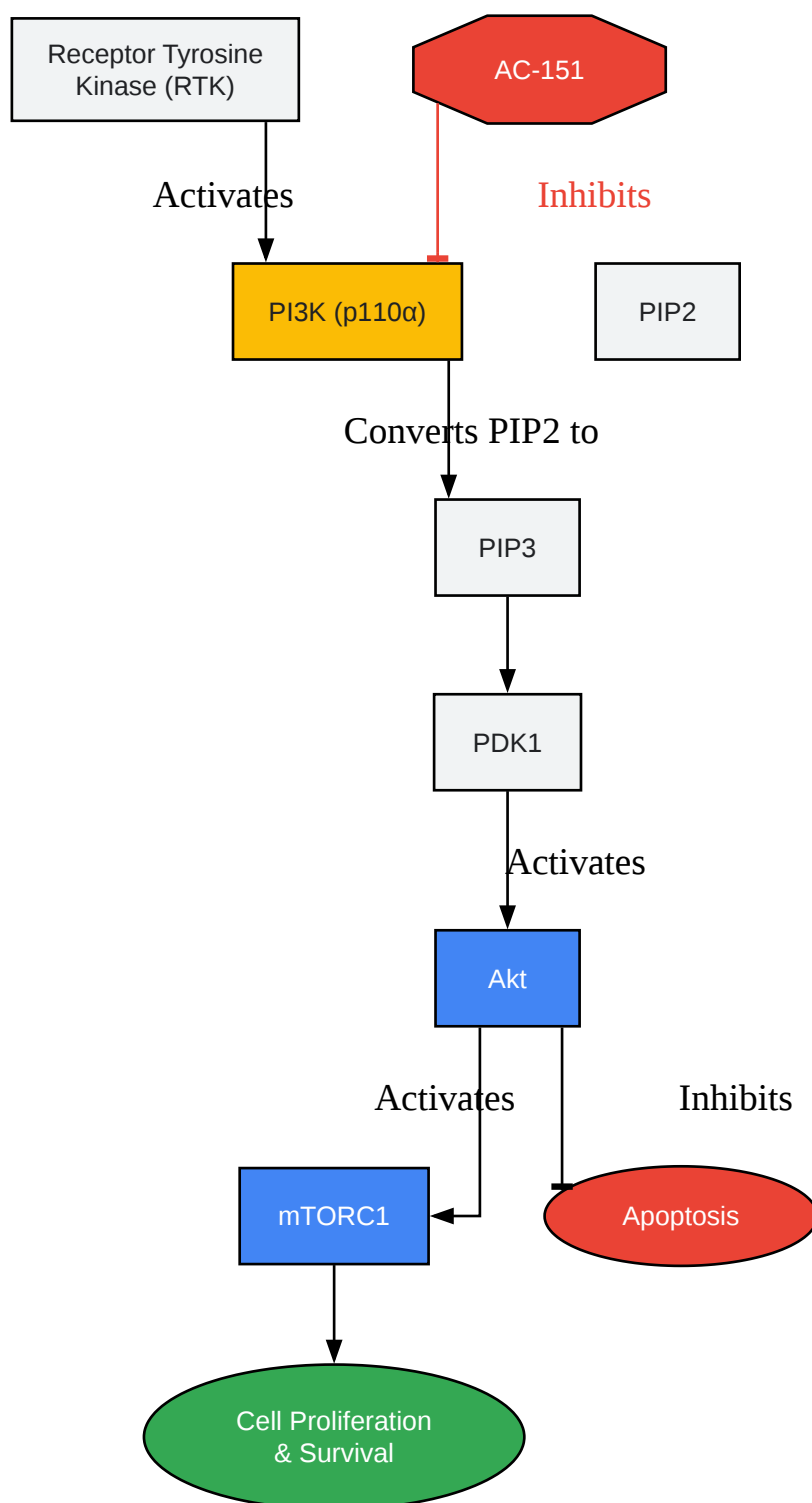 Receptor Tyrosine
Kinase (RTK)
AC-151
Activates
Inhibits
PI3K (p110α)
PIP2
Converts PIP2 to
PIP3
PDK1
Activates
Akt
Activates
Inhibits
mTORC1
Apoptosis
Cell Proliferation
& Survival